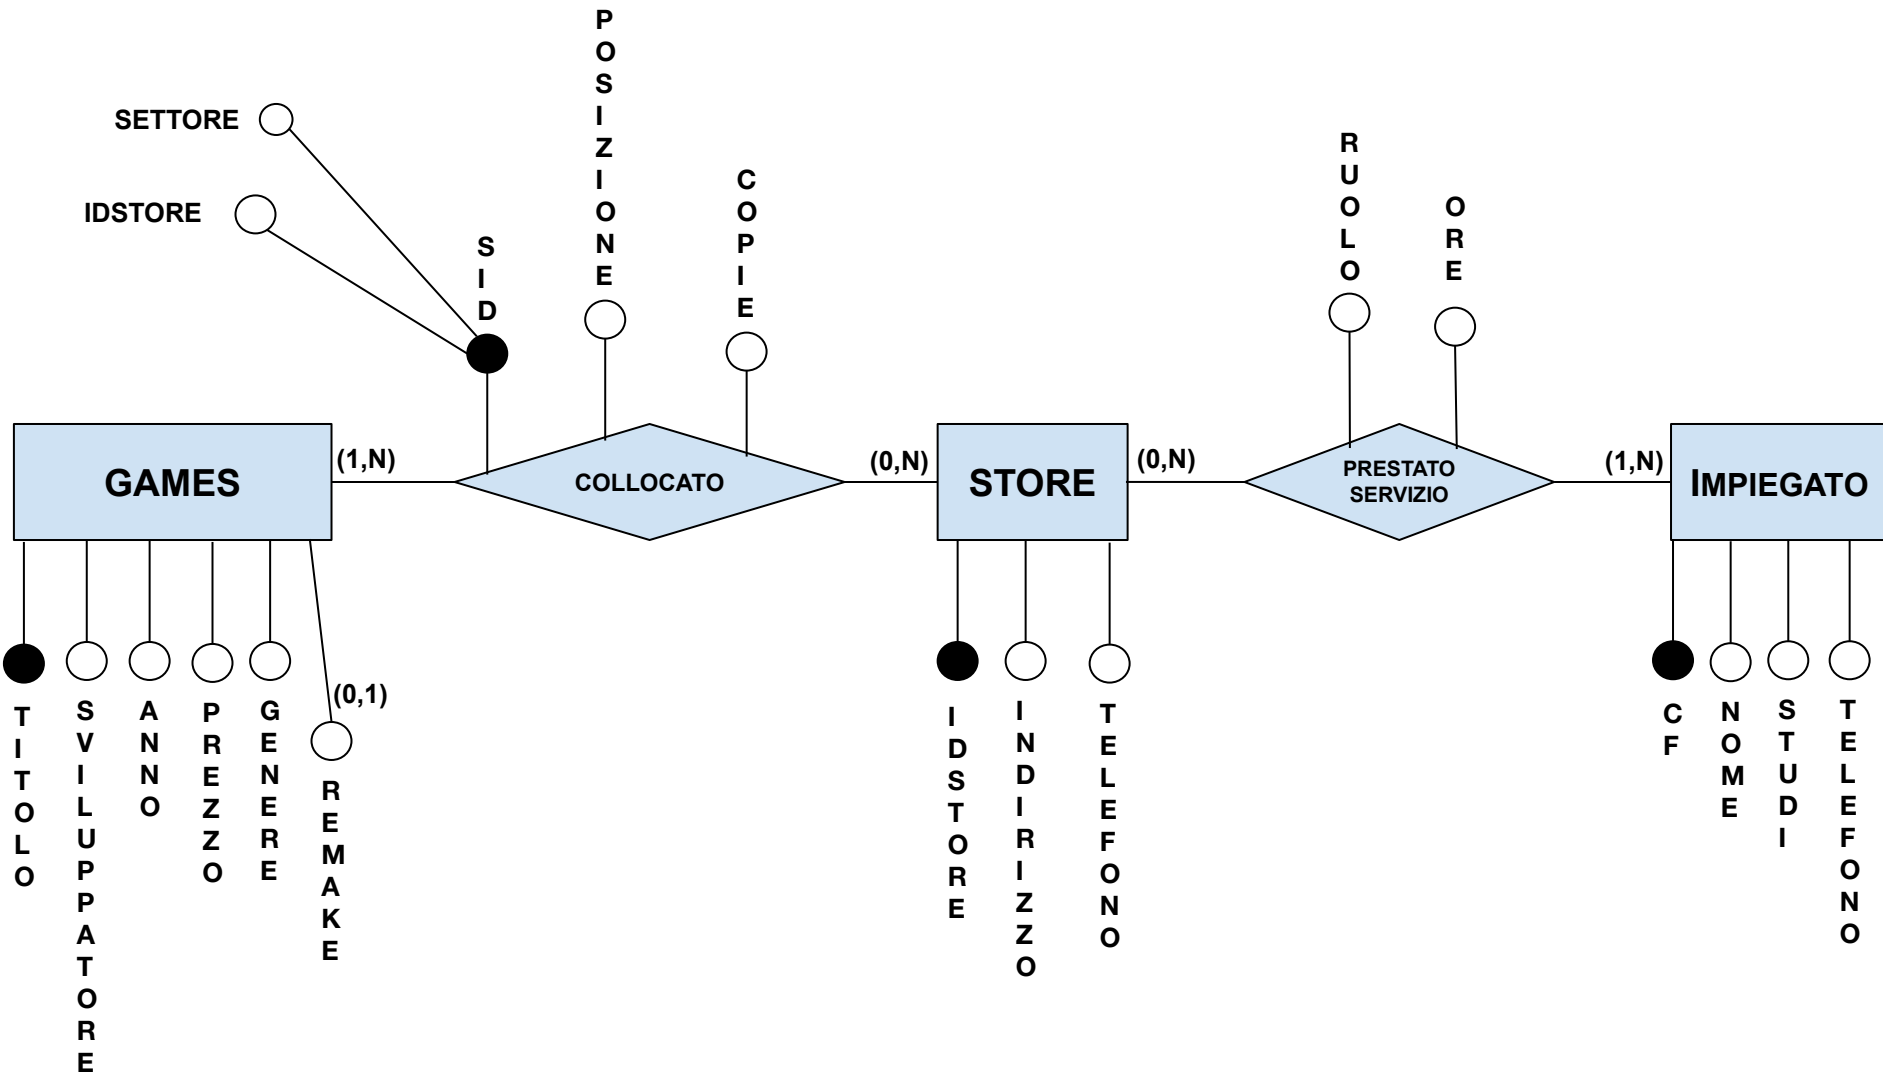 POSIZIONE
SETTORE
COPIE
RUOLO
IDSTORE
ORE
SID
(1,N)
(0,N)
(0,N)
(1,N)
GAMES
COLLOCATO
STORE
PRESTATO
SERVIZIO
IMPIEGATO
(0,1)
TITOLO
SVILUPPATORE
ANNO
PREZZO
GENERE
REMAKE
IDSTORE
INDIRIZZO
TELEFONO
CF
NOME
STUDI
TELEFONO